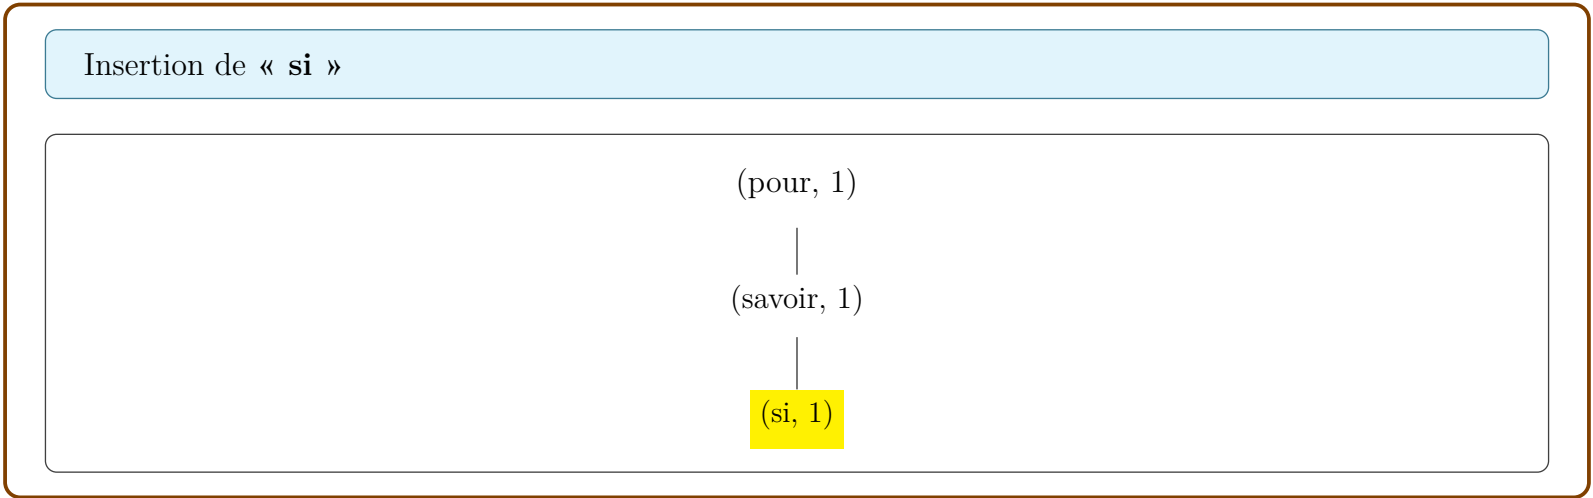 Insertion de « si »
(pour, 1)
(savoir, 1)
(si, 1)